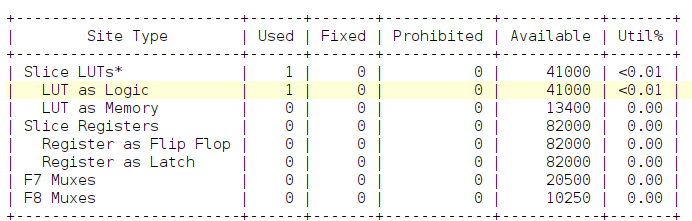 +----------------------------+------+-------+------------+-----------+-------+
|          Site Type         | Used | Fixed | Prohibited | Available | Util% |
+----------------------------+------+-------+------------+-----------+-------+
| Slice LUTs*                |    1 |     0 |          0 |     41000 | <0.01 |
|   LUT as Logic             |    1 |     0 |          0 |     41000 | <0.01 |
|   LUT as Memory            |    0 |     0 |          0 |     13400 |  0.00 |
| Slice Registers            |    0 |     0 |          0 |     82000 |  0.00 |
|   Register as Flip Flop    |    0 |     0 |          0 |     82000 |  0.00 |
|   Register as Latch        |    0 |     0 |          0 |     82000 |  0.00 |
| F7 Muxes                   |    0 |     0 |          0 |     20500 |  0.00 |
| F8 Muxes                   |    0 |     0 |          0 |     10250 |  0.00 |
+----------------------------+------+-------+------------+-----------+-------+